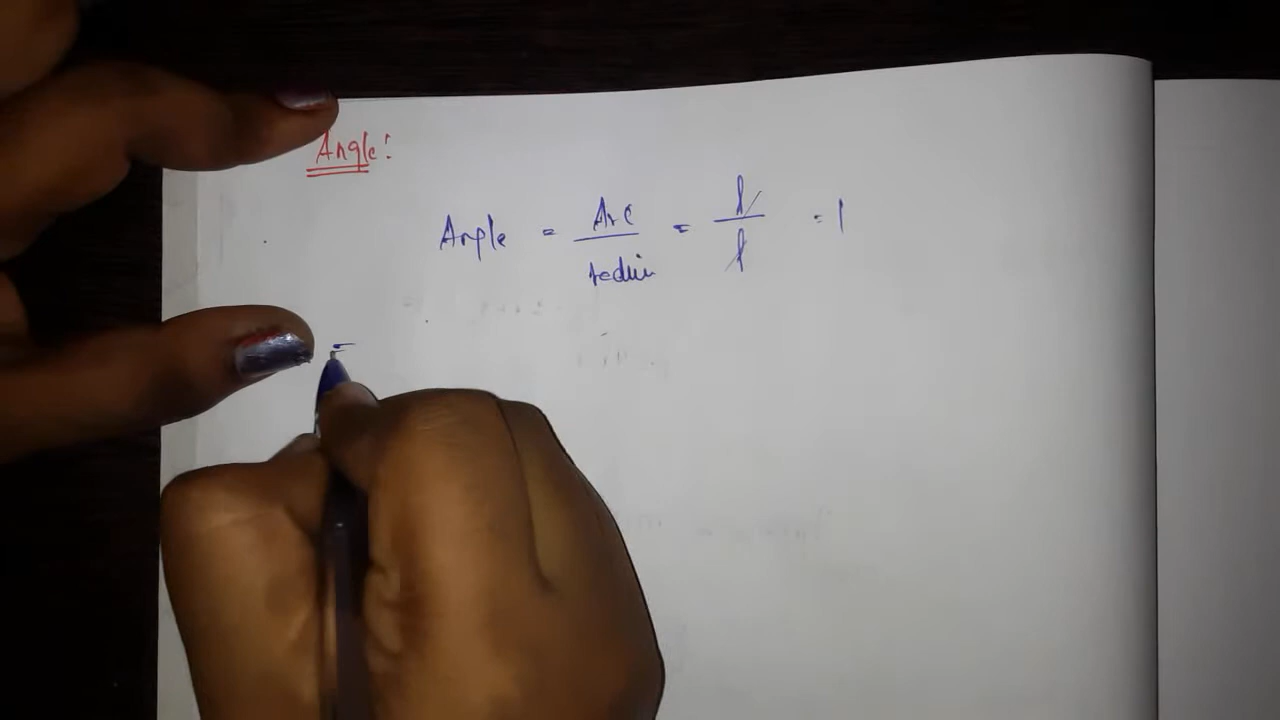 Angle:
Angle = Arc / radius = l / l = 1